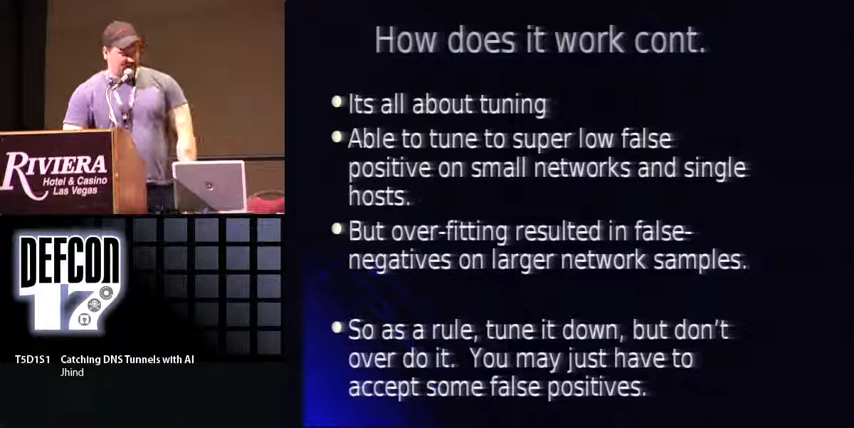 How does it work cont.
Its all about tuning
Able to tune to super low false
positive on small networks and single
hosts.
But over-fitting resulted in false-
negatives on larger network samples.
So as a rule, tune it down, but don't
over do it. You may just have to
accept some false positives.
RIVIERA
Hotel & Casino
Las Vegas
DEFCON
17
T5D1S1 Catching DNS Tunnels with AI
Jhind